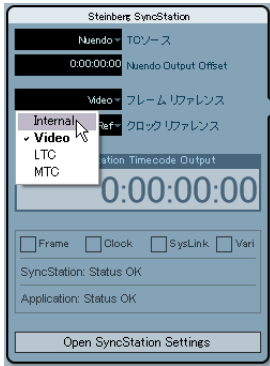 Steinberg SyncStation
Nuendo TCソース
0:00:00:00 Nuendo Output Offset
Video フレームリファレンス
Ref クロックリファレンス
Internal
Video
LTC
MTC
ation Timecode Output
0:00:00:00
Frame Clock SysLink Vari
SyncStation: Status OK
Application: Status OK
Open SyncStation Settings